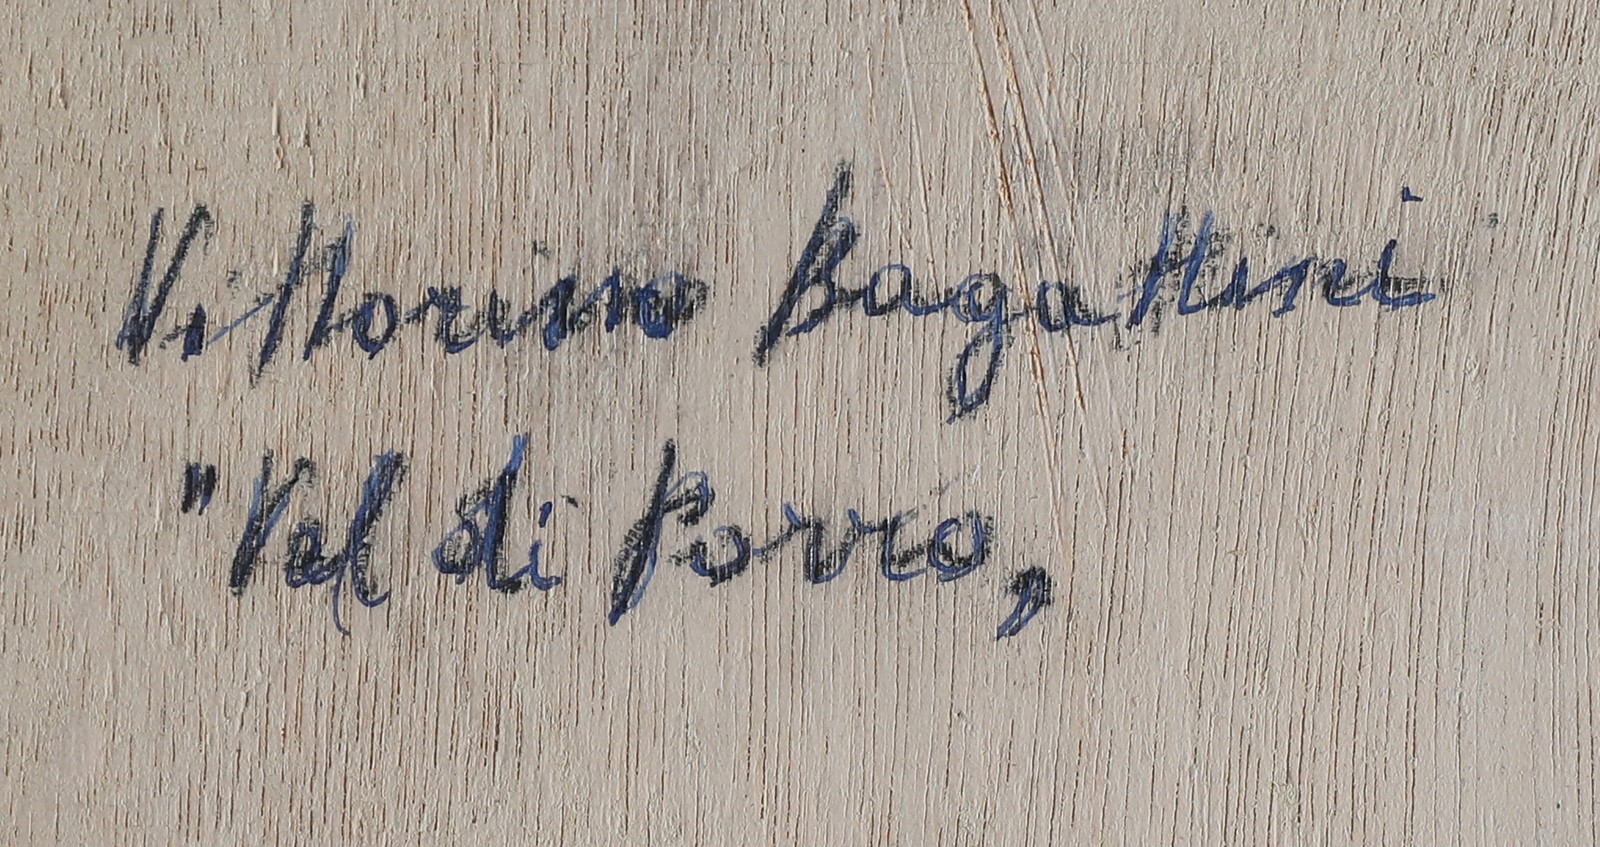 Vittorino Bagattini
"Val di Porro„